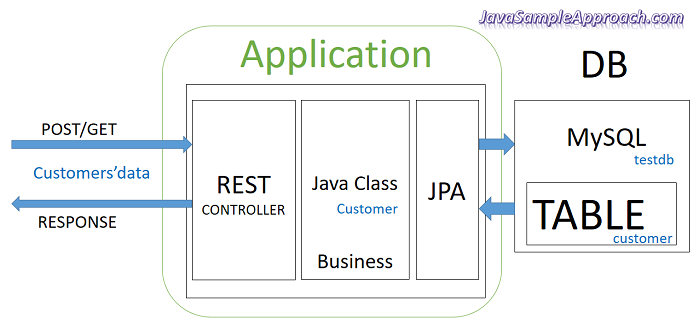 JavaSampleApproach.com
Application
DB
POST/GET
Customers'data
RESPONSE
REST
CONTROLLER
Java Class
Customer
Business
JPA
MySQL
testdb
TABLE
customer